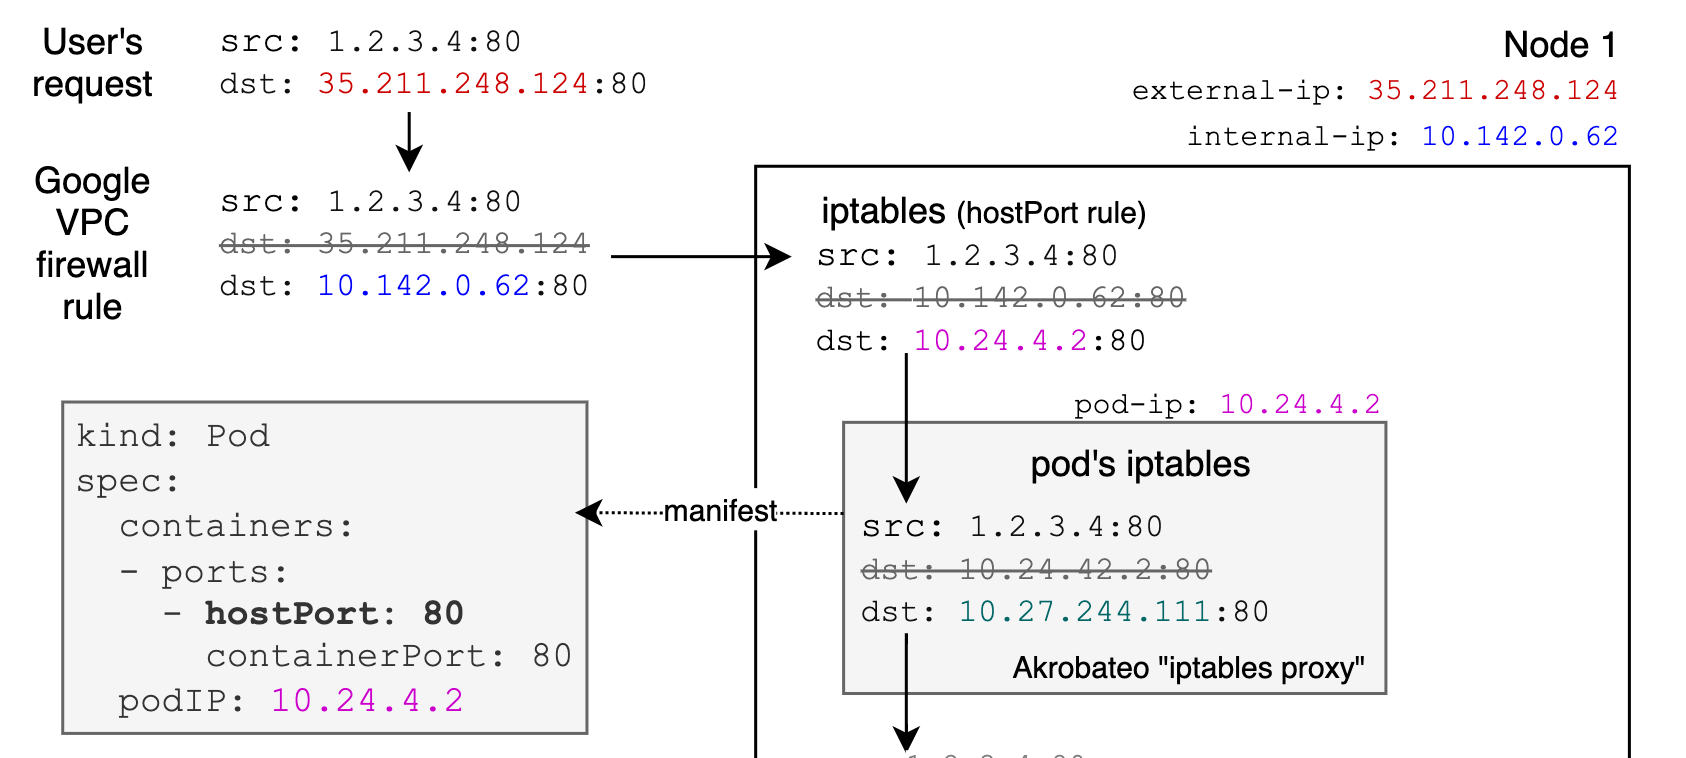 User's
request
src: 1.2.3.4:80
dst: 35.211.248.124:80
Google
VPC
firewall
rule
src: 1.2.3.4:80
dst: 35.211.248.124
dst: 10.142.0.62:80
Node 1
external-ip: 35.211.248.124
internal-ip: 10.142.0.62
iptables (hostPort rule)
src: 1.2.3.4:80
dst: 10.142.0.62:80
dst: 10.24.4.2:80
pod-ip: 10.24.4.2
pod's iptables
src: 1.2.3.4:80
dst: 10.24.42.2:80
dst: 10.27.244.111:80
Akrobateo "iptables proxy"
manifest
kind: Pod
spec:
containers:
- ports:
- hostPort: 80
containerPort: 80
podIP: 10.24.4.2